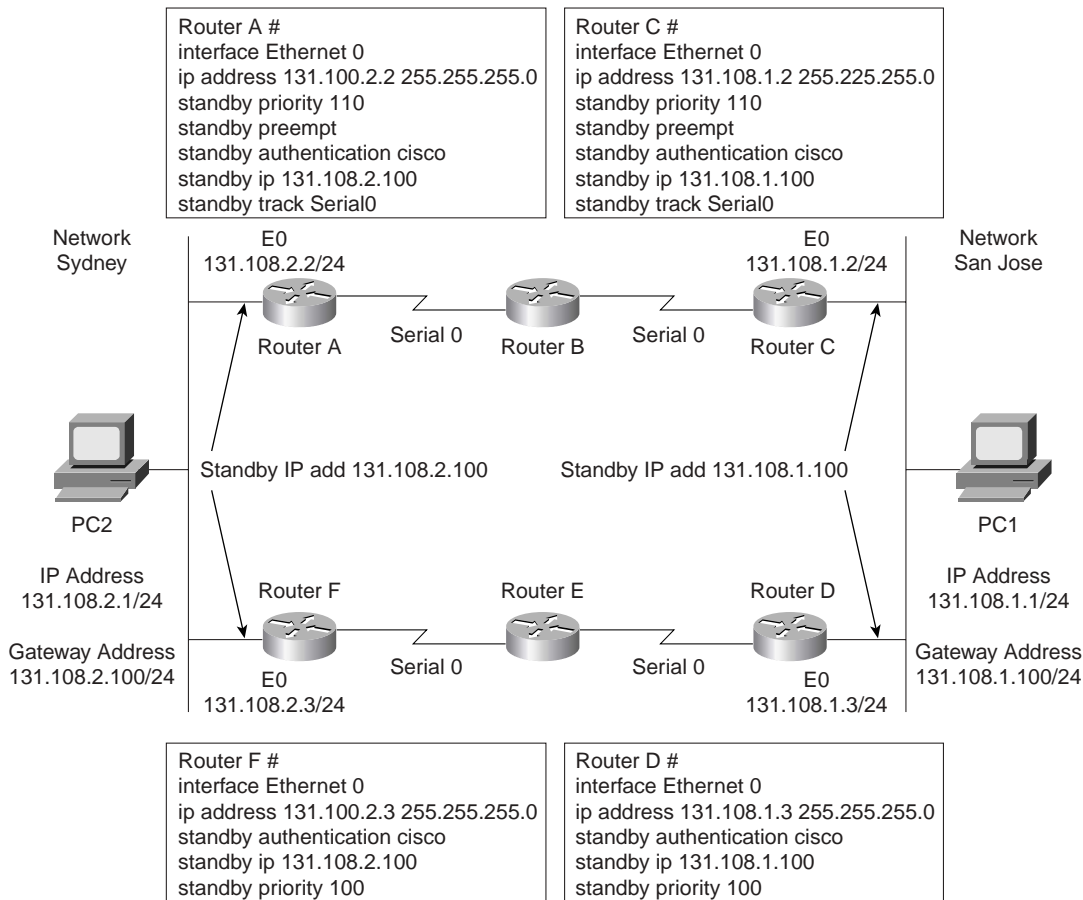 Router A #
interface Ethernet 0
ip address 131.100.2.2 255.255.255.0
standby priority 110
standby preempt
standby authentication cisco
standby ip 131.108.2.100
standby track Serial0
Router C #
interface Ethernet 0
ip address 131.108.1.2 255.225.255.0
standby priority 110
standby preempt
standby authentication cisco
standby ip 131.108.1.100
standby track Serial0
Network
Sydney
E0
131.108.2.2/24
E0
131.108.1.2/24
Network
San Jose
Router A
Serial 0
Router B
Serial 0
Router C
Standby IP add 131.108.2.100
Standby IP add 131.108.1.100
PC2
PC1
IP Address
131.108.2.1/24
Gateway Address
131.108.2.100/24
Router F
Router E
Router D
Serial 0
Serial 0
E0
131.108.2.3/24
E0
131.108.1.3/24
IP Address
131.108.1.1/24
Gateway Address
131.108.1.100/24
Router F #
interface Ethernet 0
ip address 131.100.2.3 255.255.255.0
standby authentication cisco
standby ip 131.108.2.100
standby priority 100
Router D #
interface Ethernet 0
ip address 131.108.1.3 255.255.255.0
standby authentication cisco
standby ip 131.108.1.100
standby priority 100